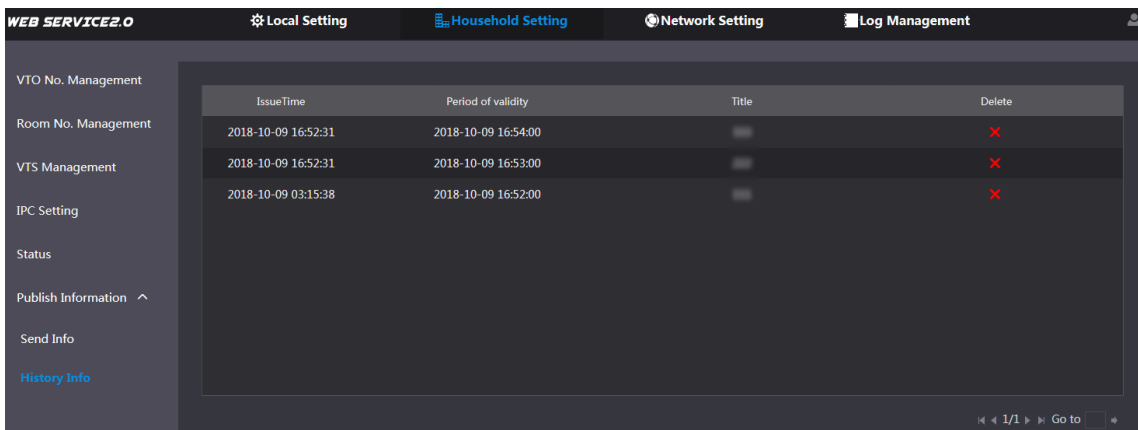 WEB SERVICE2.0 Local Setting Household Setting Network Setting Log Management
VTO No. Management
Room No. Management
VTS Management
IPC Setting
Status
Publish Information
Send Info
History Info
IssueTime Period of validity Title Delete
2018-10-09 16:52:31 2018-10-09 16:54:00
2018-10-09 16:52:31 2018-10-09 16:53:00
2018-10-09 03:15:38 2018-10-09 16:52:00
1/1 Go to